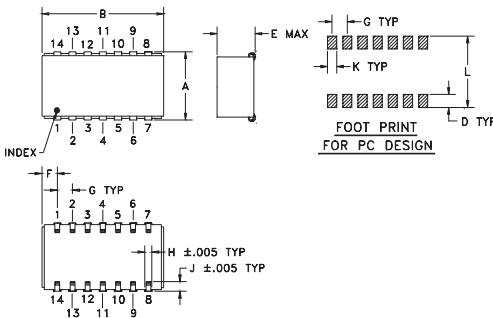 B
13 11 9
14 12 10 8
A
1 3 5 7
2 4 6
INDEX
E MAX
G TYP
K TYP
L
D TYP
FOOT PRINT
FOR PC DESIGN
F
G TYP
2 4 6
1 3 5 7
H ±.005 TYP
J ±.005 TYP
14 12 10 8
13 11 9